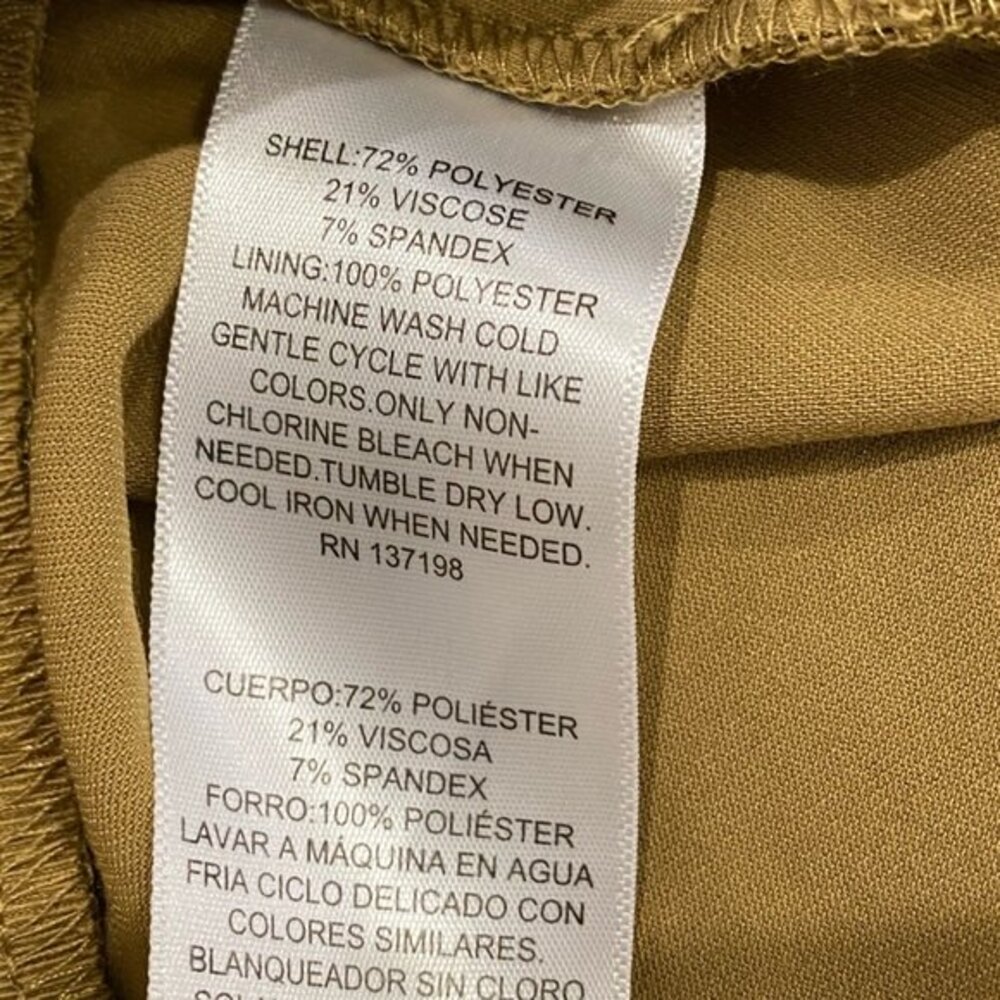 SHELL:72% POLYESTER
21% VISCOSE
7% SPANDEX
LINING:100% POLYESTER
MACHINE WASH COLD
GENTLE CYCLE WITH LIKE
COLORS.ONLY NON-
CHLORINE BLEACH WHEN
NEEDED.TUMBLE DRY LOW.
COOL IRON WHEN NEEDED.
RN 137198
CUERPO:72% POLIÉSTER
21% VISCOSA
7% SPANDEX
FORRO:100% POLIÉSTER
LAVAR A MÁQUINA EN AGUA
FRIA CICLO DELICADO CON
COLORES SIMILARES.
BLANQUEADOR SIN CLORO